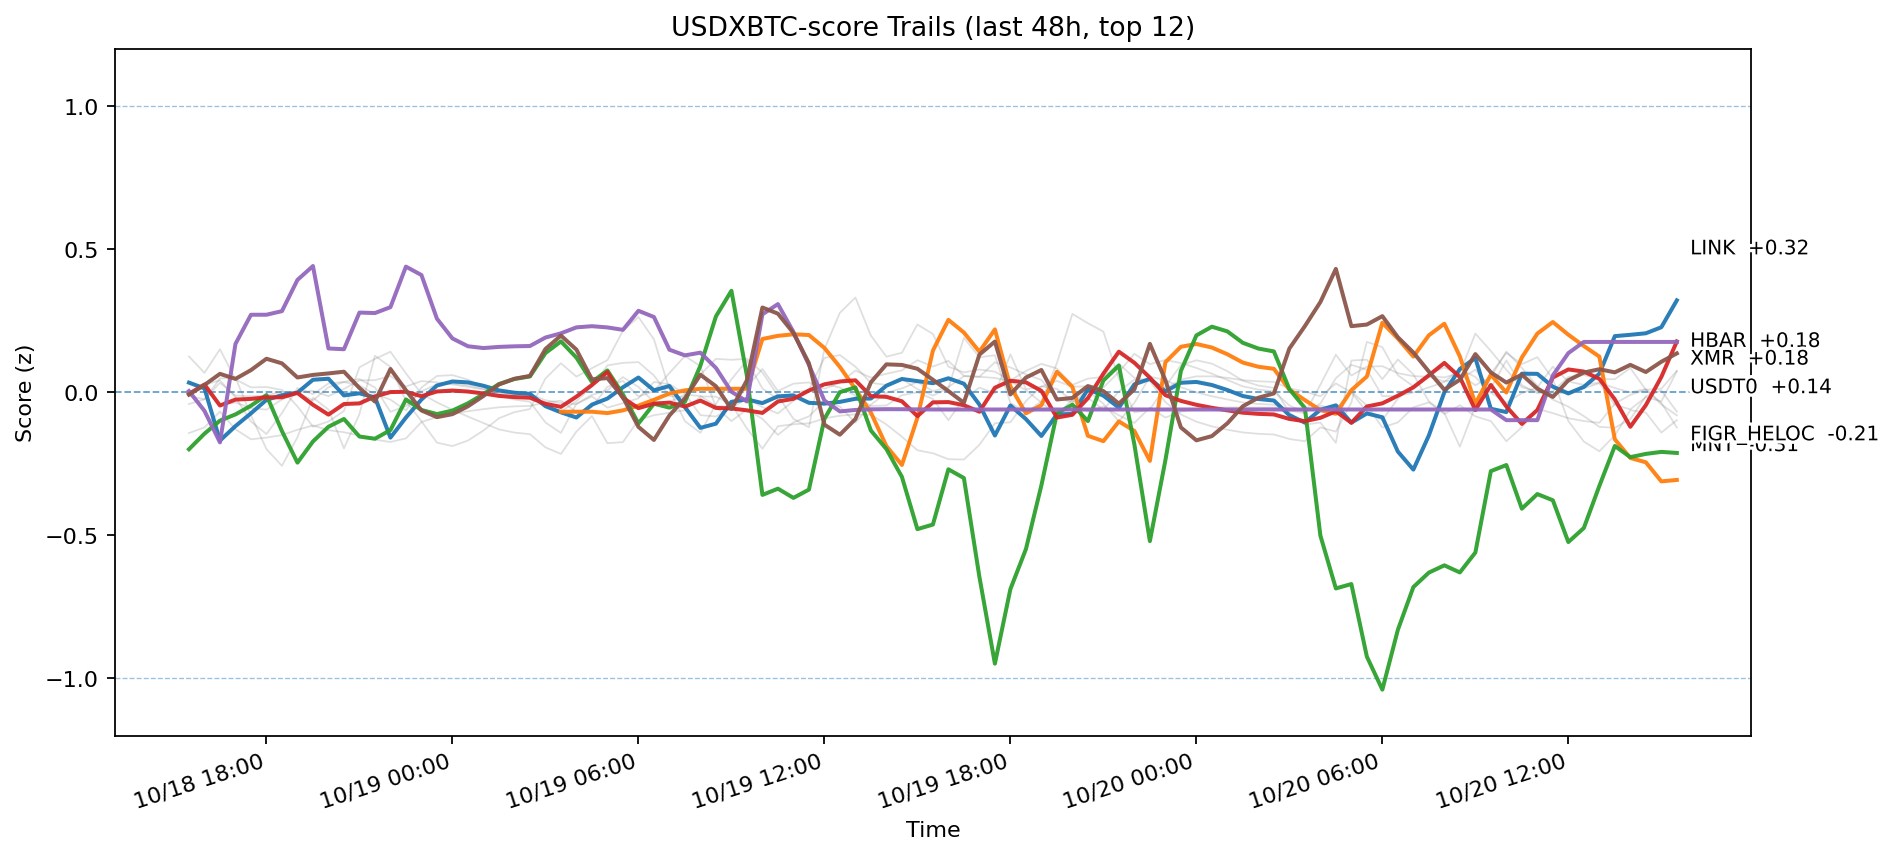 USDXBTC-score Trails (last 48h, top 12)
1.0
0.5
0.0
−0.5
−1.0
Score (z)
LINK +0.32
HBAR +0.18
XMR +0.18
USDT0 +0.14
FIGR_HELOC -0.21
MNT -0.31
10/18 18:00
10/19 00:00
10/19 06:00
10/19 12:00
10/19 18:00
10/20 00:00
10/20 06:00
10/20 12:00
Time